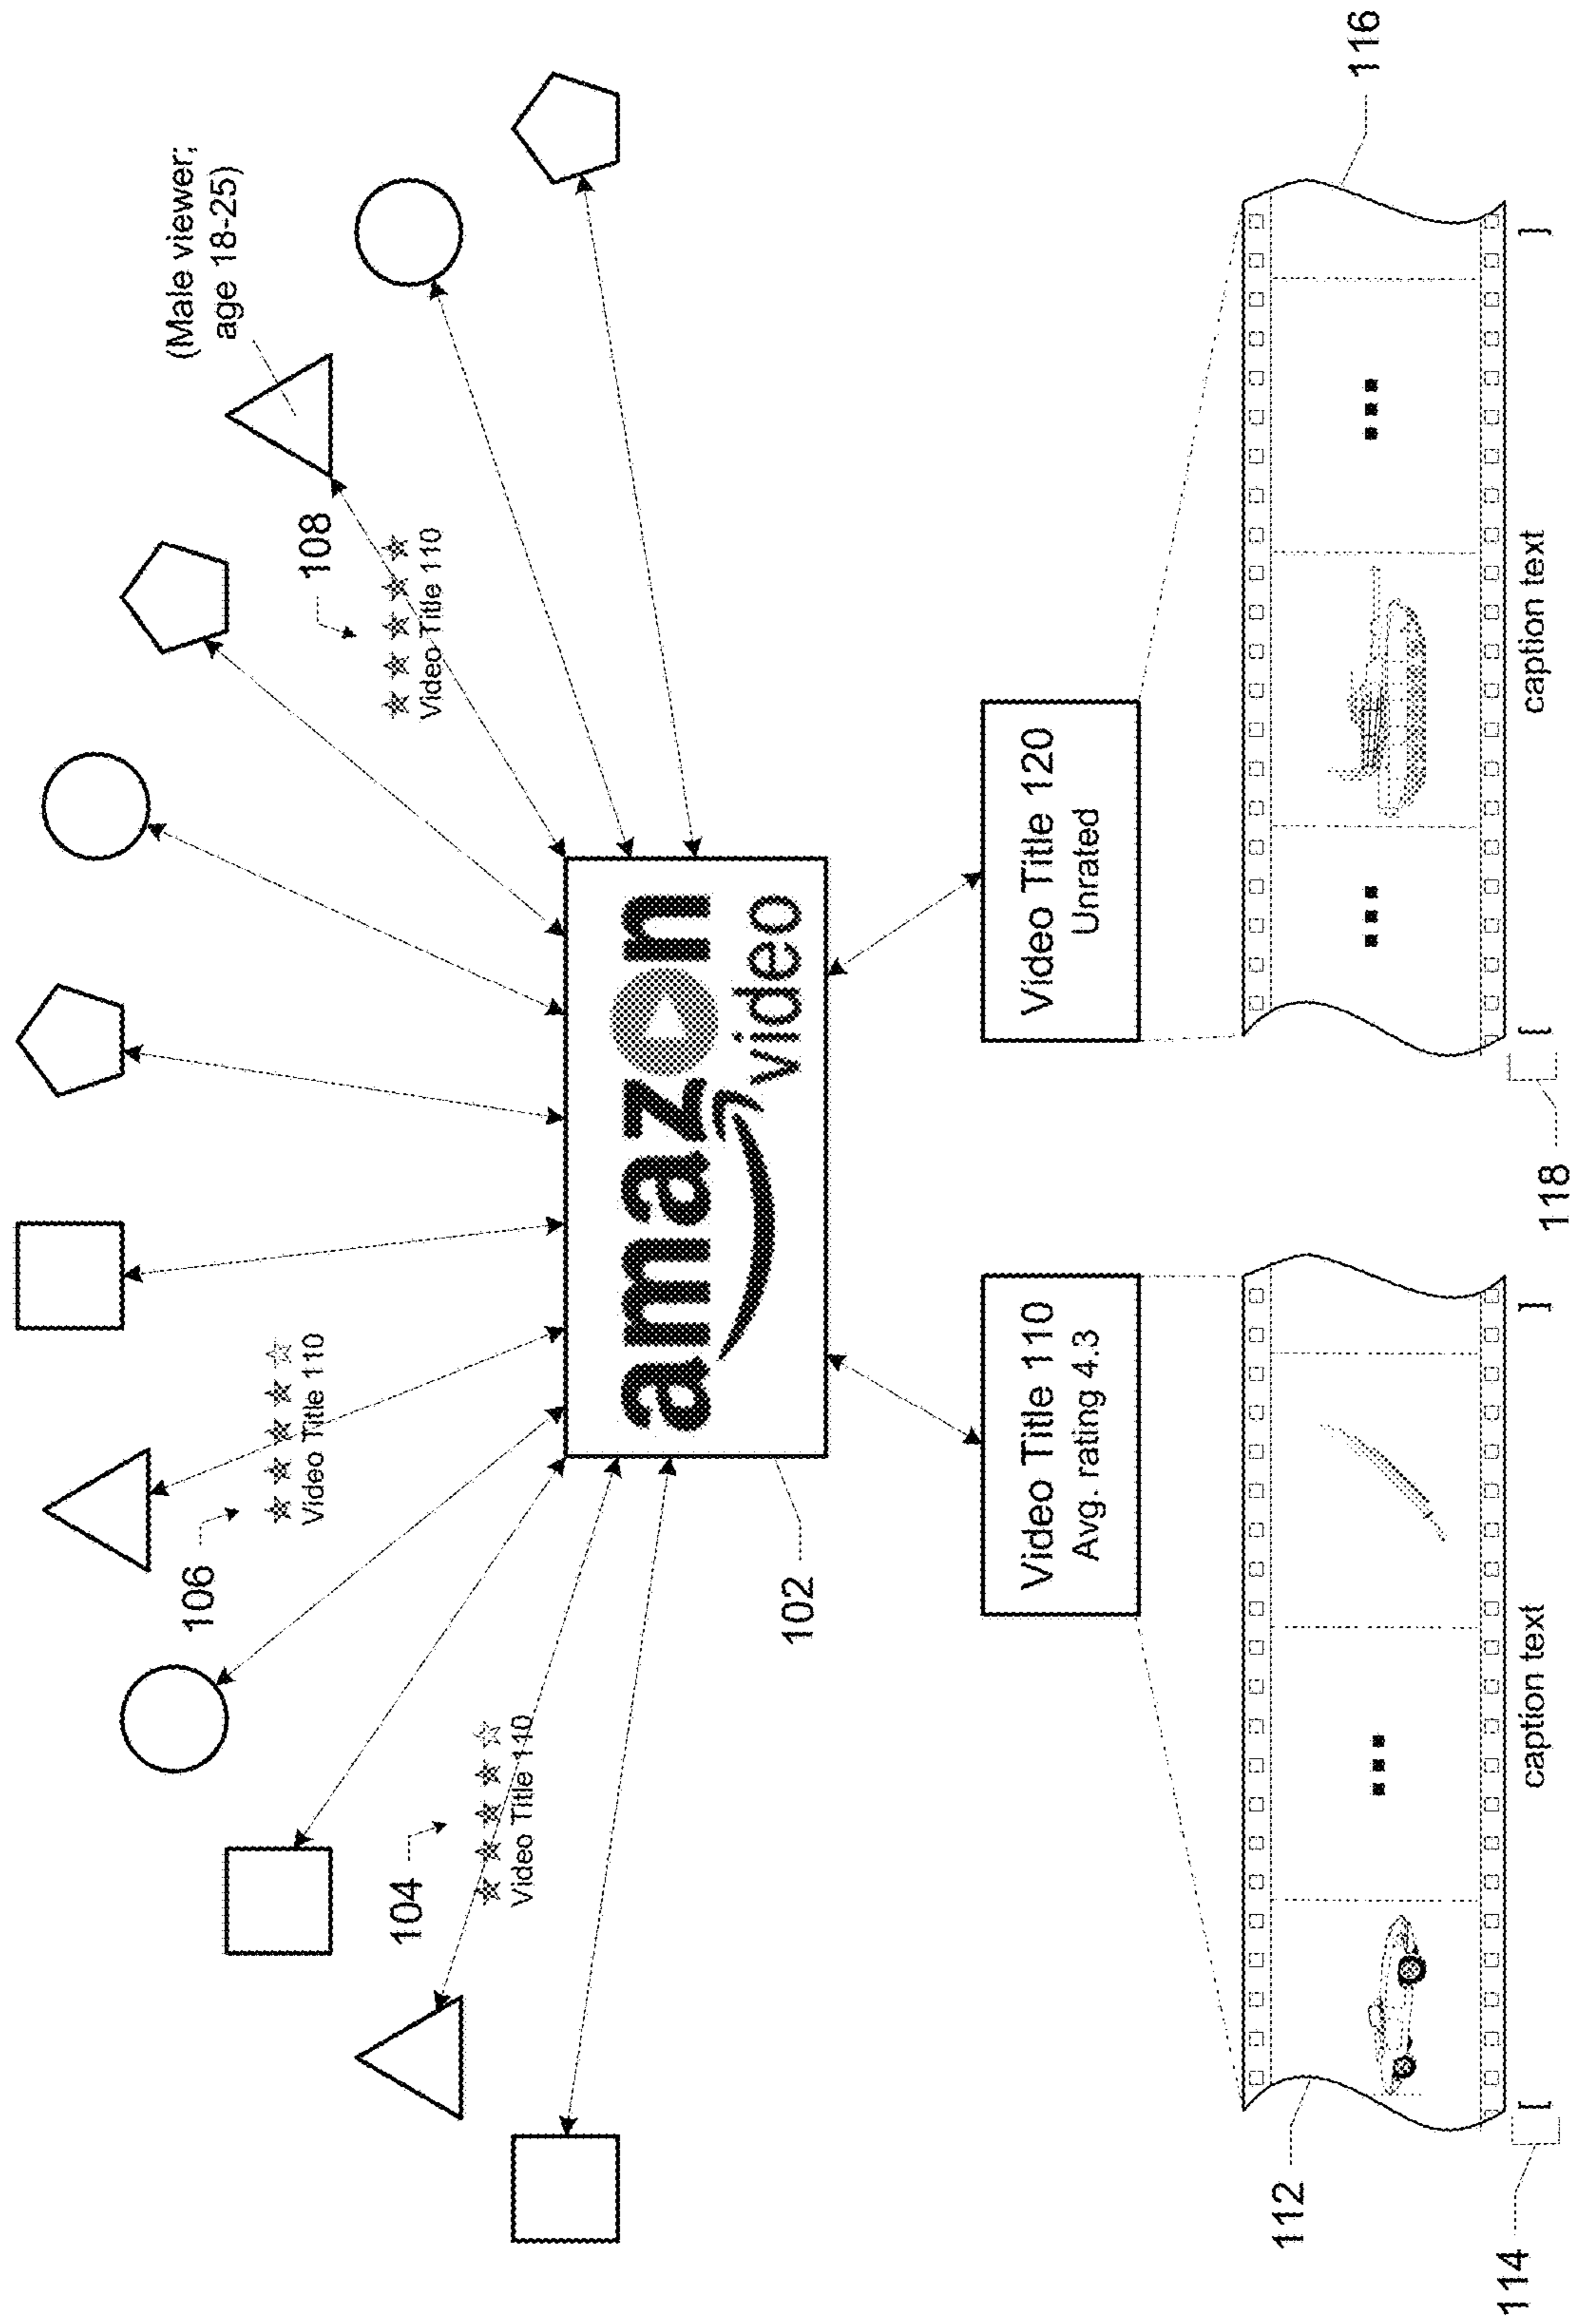 (Male viewer;
age 18-25)
108
★★★★★
Video Title 110
106
★★★★☆
Video Title 110
104
★★★★☆
Video Title 110
amazon
video
102
Video Title 110
Avg. rating 4.3
Video Title 120
Unrated
112
116
[ caption text ]
[ caption text ]
114
118